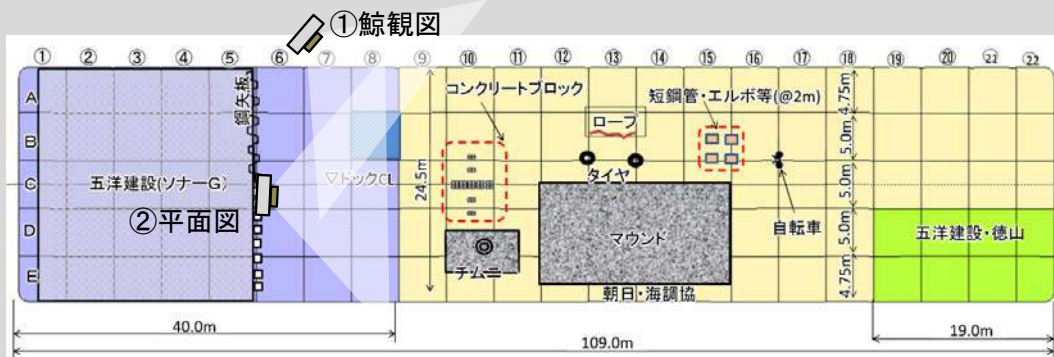 ①鯨観図
① ② ③ ④ ⑤ ⑥ ⑦ ⑧ ⑨ ⑩ ⑪ ⑫ ⑬ ⑭ ⑮ ⑯ ⑰ ⑱ ⑲ ⑳ ㉑ ㉒
A
B
C
D
E
鋼矢板
コンクリートブロック
短鋼管・エルボ等(@2m)
ロープ
タイヤ
五洋建設(ソナーG)
▽ドックCL
24.5m
②平面図
マウンド
チムニー
自転車
五洋建設・徳山
朝日・海調協
4.75m
5.0m
5.0m
5.0m
4.75m
40.0m
19.0m
109.0m